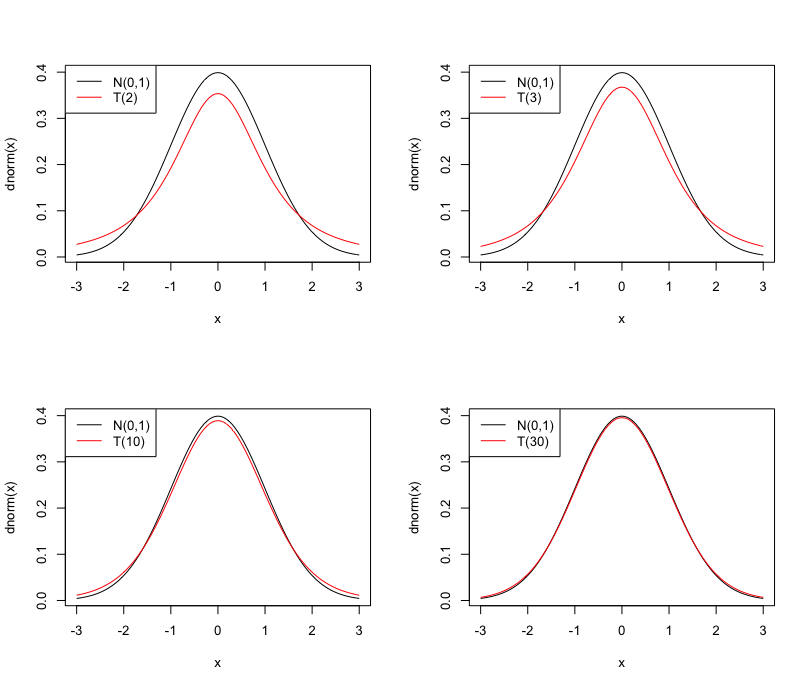 N(0,1)
T(2)
dnorm(x)
0.0 0.1 0.2 0.3 0.4
-3 -2 -1 0 1 2 3
x
N(0,1)
T(3)
dnorm(x)
0.0 0.1 0.2 0.3 0.4
-3 -2 -1 0 1 2 3
x
N(0,1)
T(10)
dnorm(x)
0.0 0.1 0.2 0.3 0.4
-3 -2 -1 0 1 2 3
x
N(0,1)
T(30)
dnorm(x)
0.0 0.1 0.2 0.3 0.4
-3 -2 -1 0 1 2 3
x